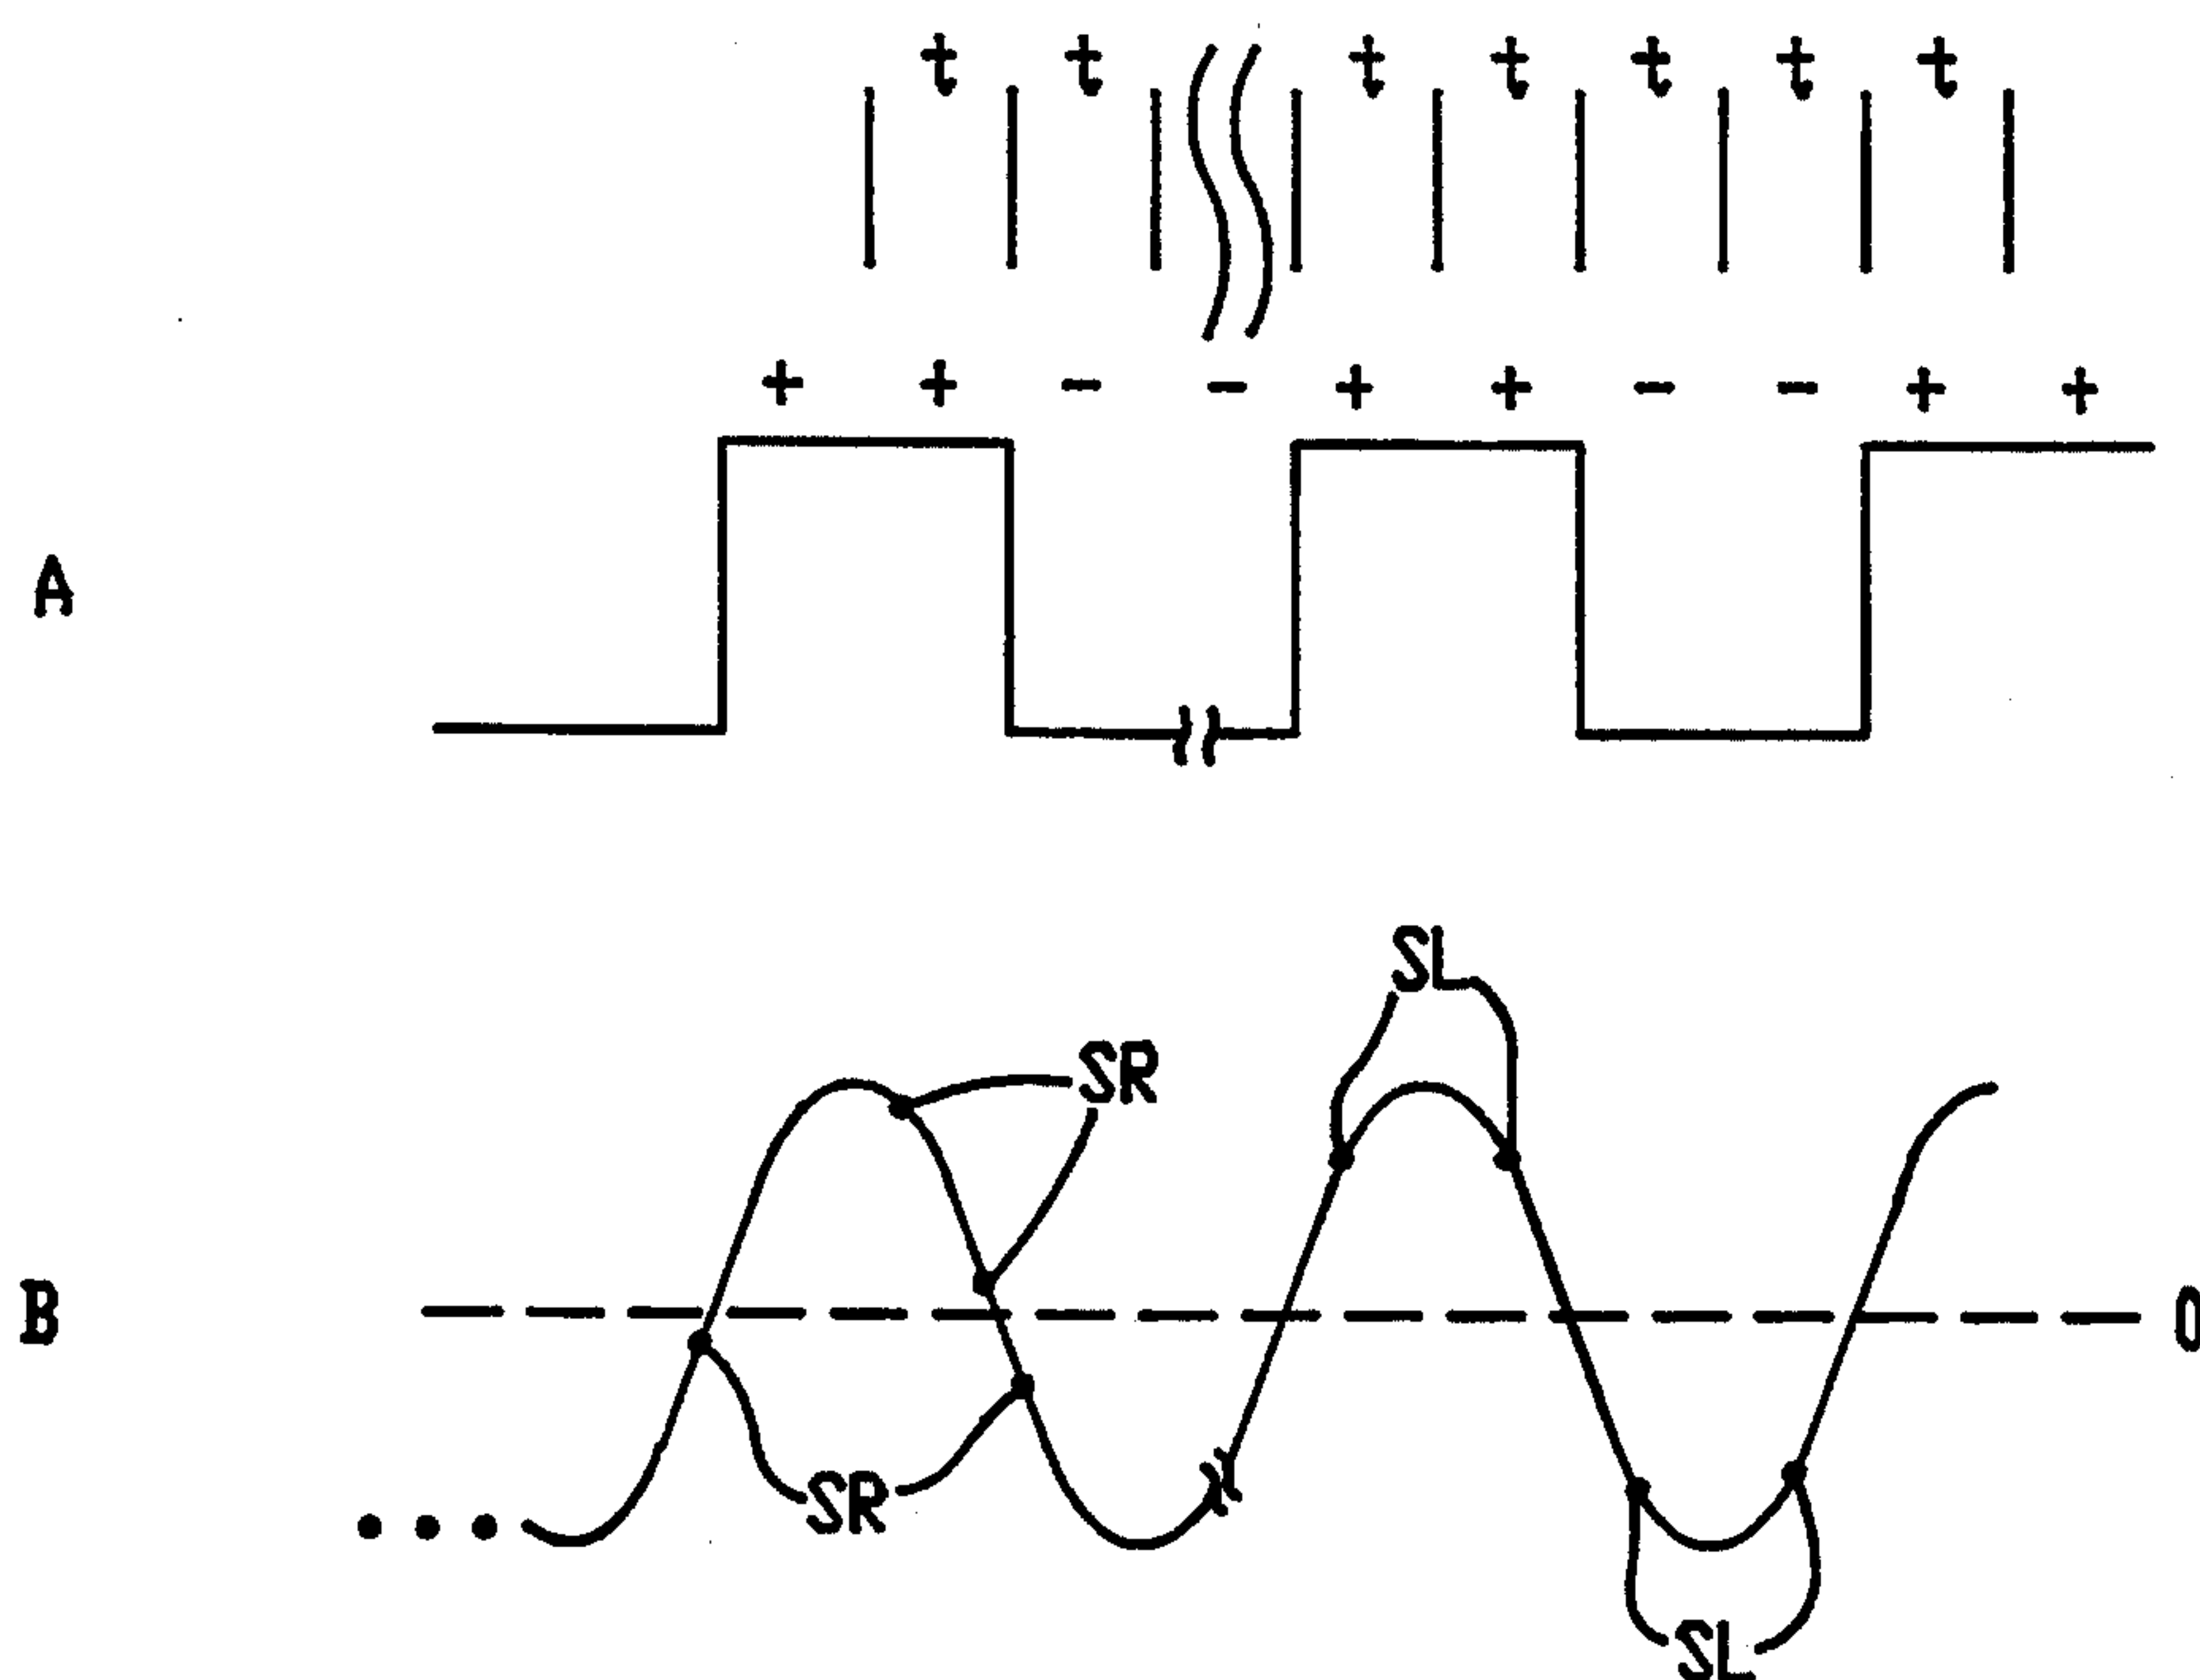 t t t t t t t
+ + - - + + - - + +
A
SL
SR
B 0
SR
SL